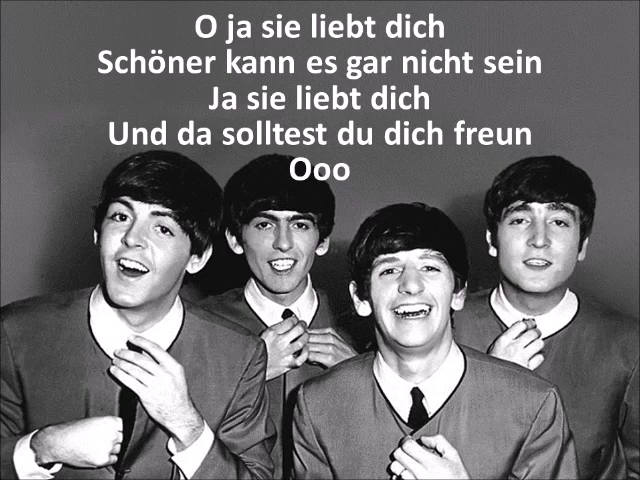 O ja sie liebt dich
Schöner kann es gar nicht sein
Ja sie liebt dich
Und da solltest du dich freun
Ooo